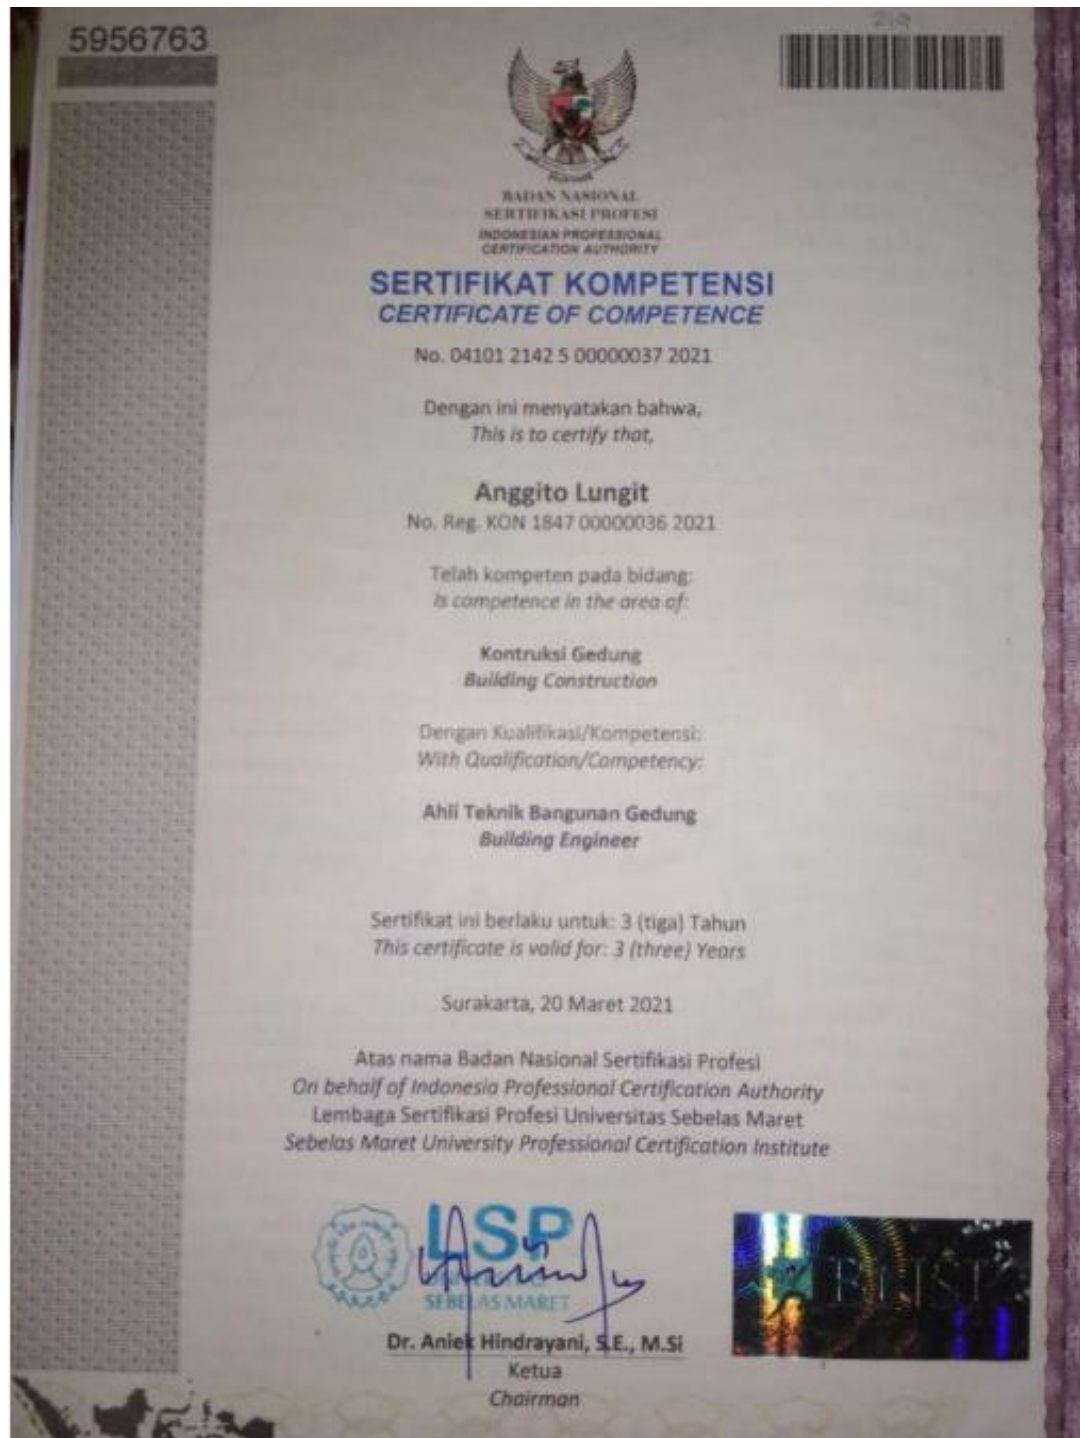 5956763
BADAN NASIONAL
SERTIFIKASI PROFESI
INDONESIAN PROFESSIONAL
CERTIFICATION AUTHORITY
SERTIFIKAT KOMPETENSI
CERTIFICATE OF COMPETENCE
No. 04101 2142 5 00000037 2021
Dengan ini menyatakan bahwa,
This is to certify that,
Anggito Lungit
No. Reg. KON 1847 00000036 2021
Telah kompeten pada bidang:
Is competence in the area of:
Kontruksi Gedung
Building Construction
Dengan Kualifikasi/Kompetensi:
With Qualification/Competency:
Ahli Teknik Bangunan Gedung
Building Engineer
Sertifikat ini berlaku untuk: 3 (tiga) Tahun
This certificate is valid for: 3 (three) Years
Surakarta, 20 Maret 2021
Atas nama Badan Nasional Sertifikasi Profesi
On behalf of Indonesia Professional Certification Authority
Lembaga Sertifikasi Profesi Universitas Sebelas Maret
Sebelas Maret University Professional Certification Institute
LSP
SEBELAS MARET
BNSP
Dr. Aniek Hindrayani, S.E., M.Si
Ketua
Chairman